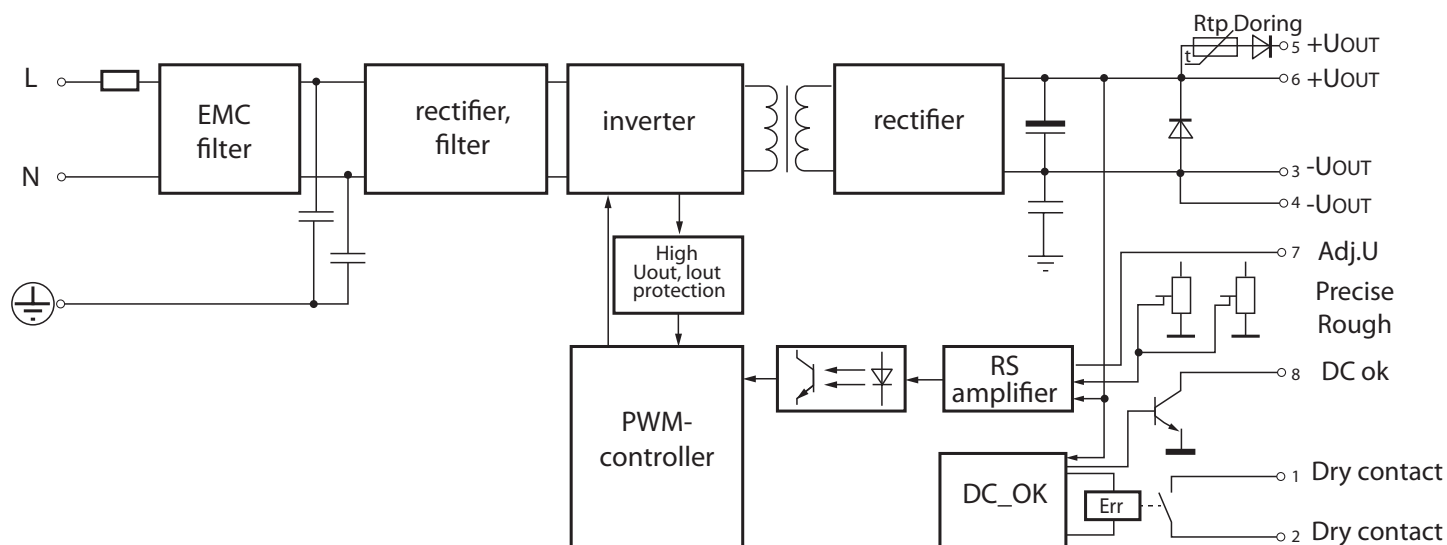 Rtp Doring
t
5 +UOUT
L
6 +UOUT
EMC
filter
rectifier,
filter
inverter
rectifier
N
3 -UOUT
4 -UOUT
High
Uout, Iout
protection
7 Adj.U
Precise
Rough
RS
amplifier
8 DC ok
PWM-
controller
DC_OK
Err
1 Dry contact
2 Dry contact